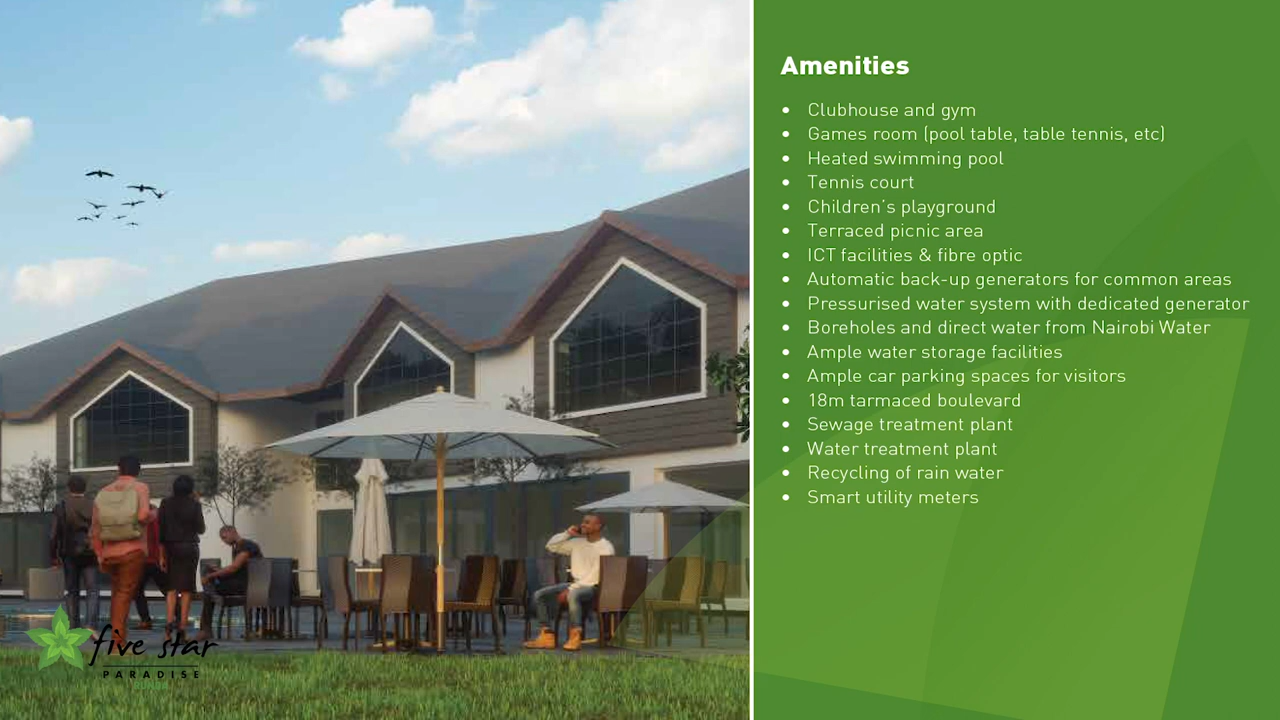 Amenities
• Clubhouse and gym
• Games room (pool table, table tennis, etc)
• Heated swimming pool
• Tennis court
• Children's playground
• Terraced picnic area
• ICT facilities & fibre optic
• Automatic back-up generators for common areas
• Pressurised water system with dedicated generator
• Boreholes and direct water from Nairobi Water
• Ample water storage facilities
• Ample car parking spaces for visitors
• 18m tarmaced boulevard
• Sewage treatment plant
• Water treatment plant
• Recycling of rain water
• Smart utility meters
five star
PARADISE